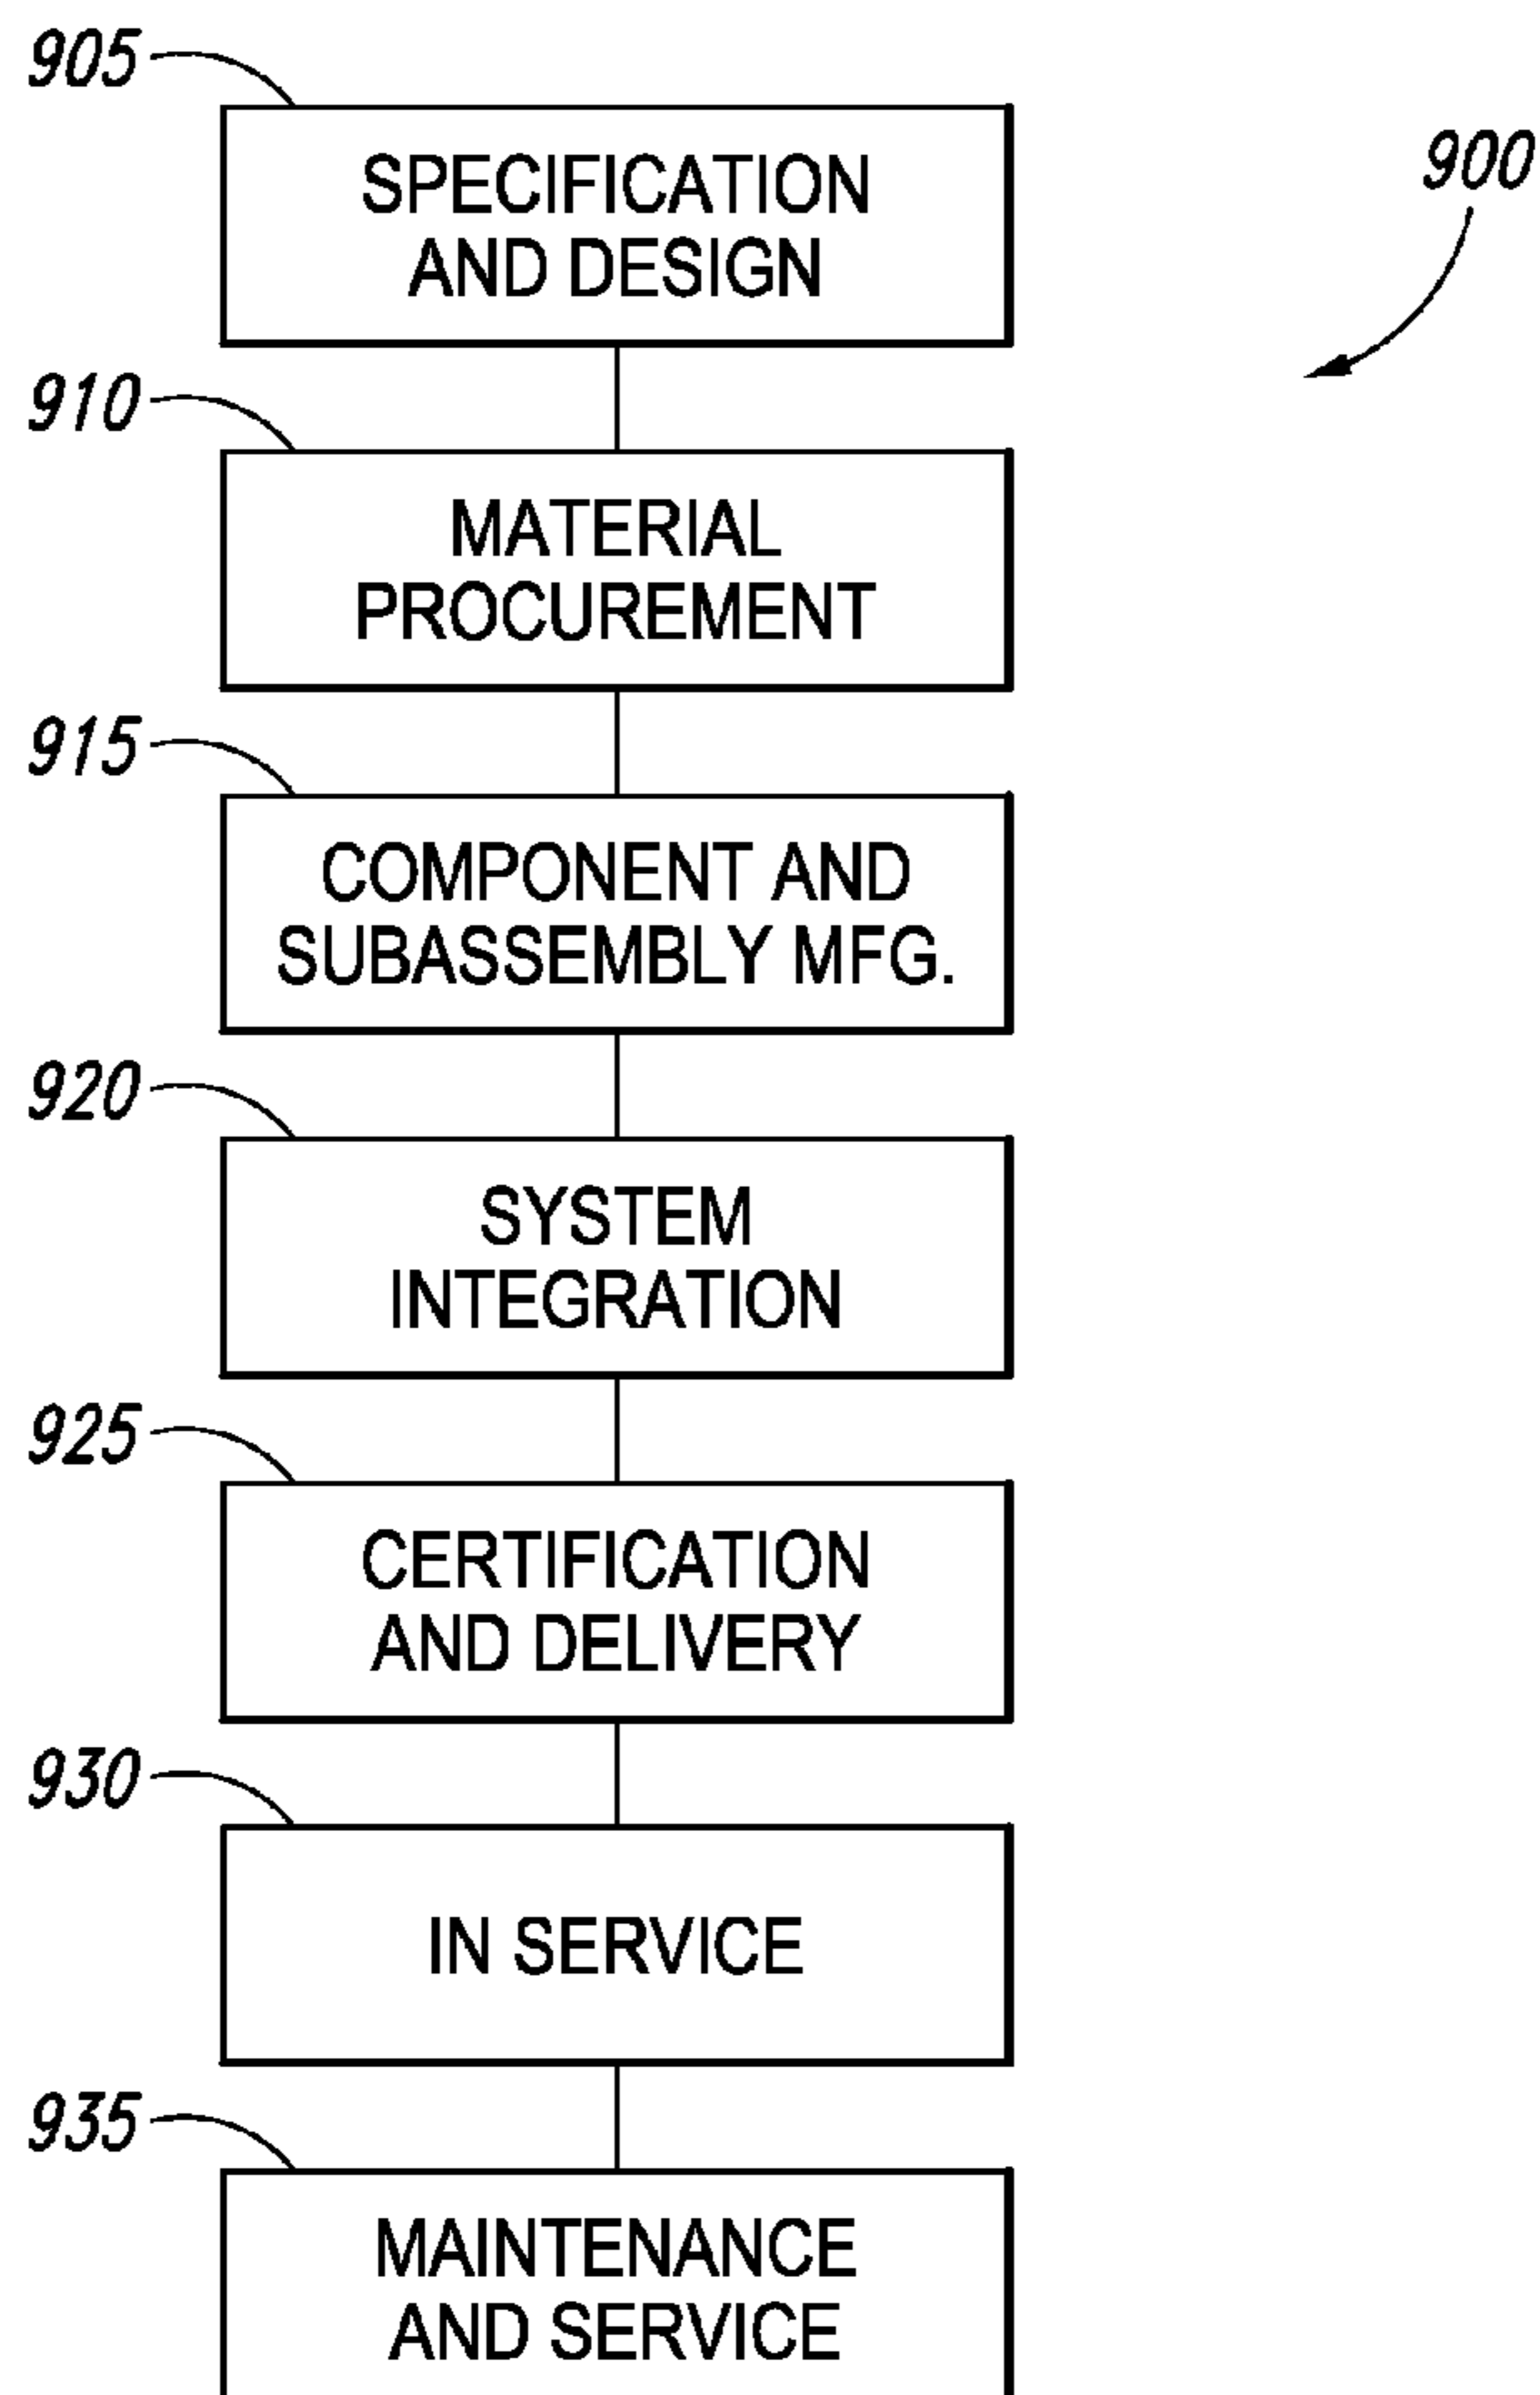 905
SPECIFICATION
AND DESIGN
900
910
MATERIAL
PROCUREMENT
915
COMPONENT AND
SUBASSEMBLY MFG.
920
SYSTEM
INTEGRATION
925
CERTIFICATION
AND DELIVERY
930
IN SERVICE
935
MAINTENANCE
AND SERVICE